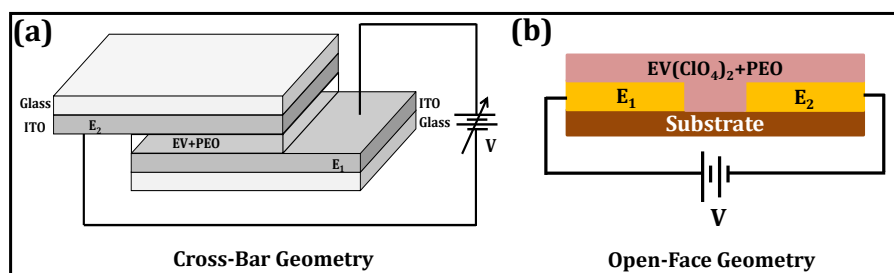 (a)
Glass
ITO
E₂
EV+PEO
E₁
ITO
Glass
V
Cross-Bar Geometry
(b)
EV(ClO₄)₂+PEO
E₁
E₂
Substrate
V
Open-Face Geometry